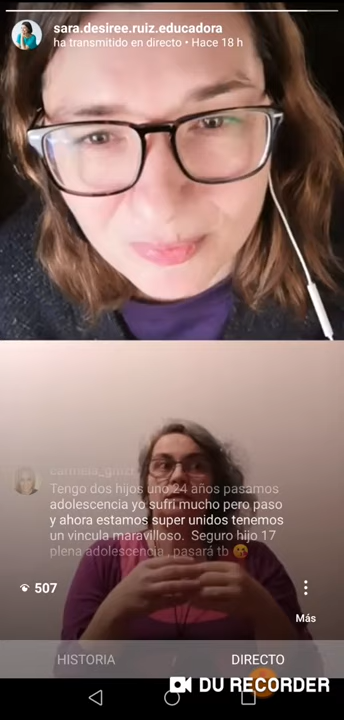 sara.desiree.ruiz.educadora
ha transmitido en directo • Hace 18 h
Tengo dos hijos uno 24 años pasamos
adolescencia yo sufrí mucho pero paso
y ahora estamos super unidos tenemos
un vincula maravilloso. Seguro hijo 17
plena adolescencia , pasará tb
507
Más
HISTORIA
DIRECTO
DU RECORDER